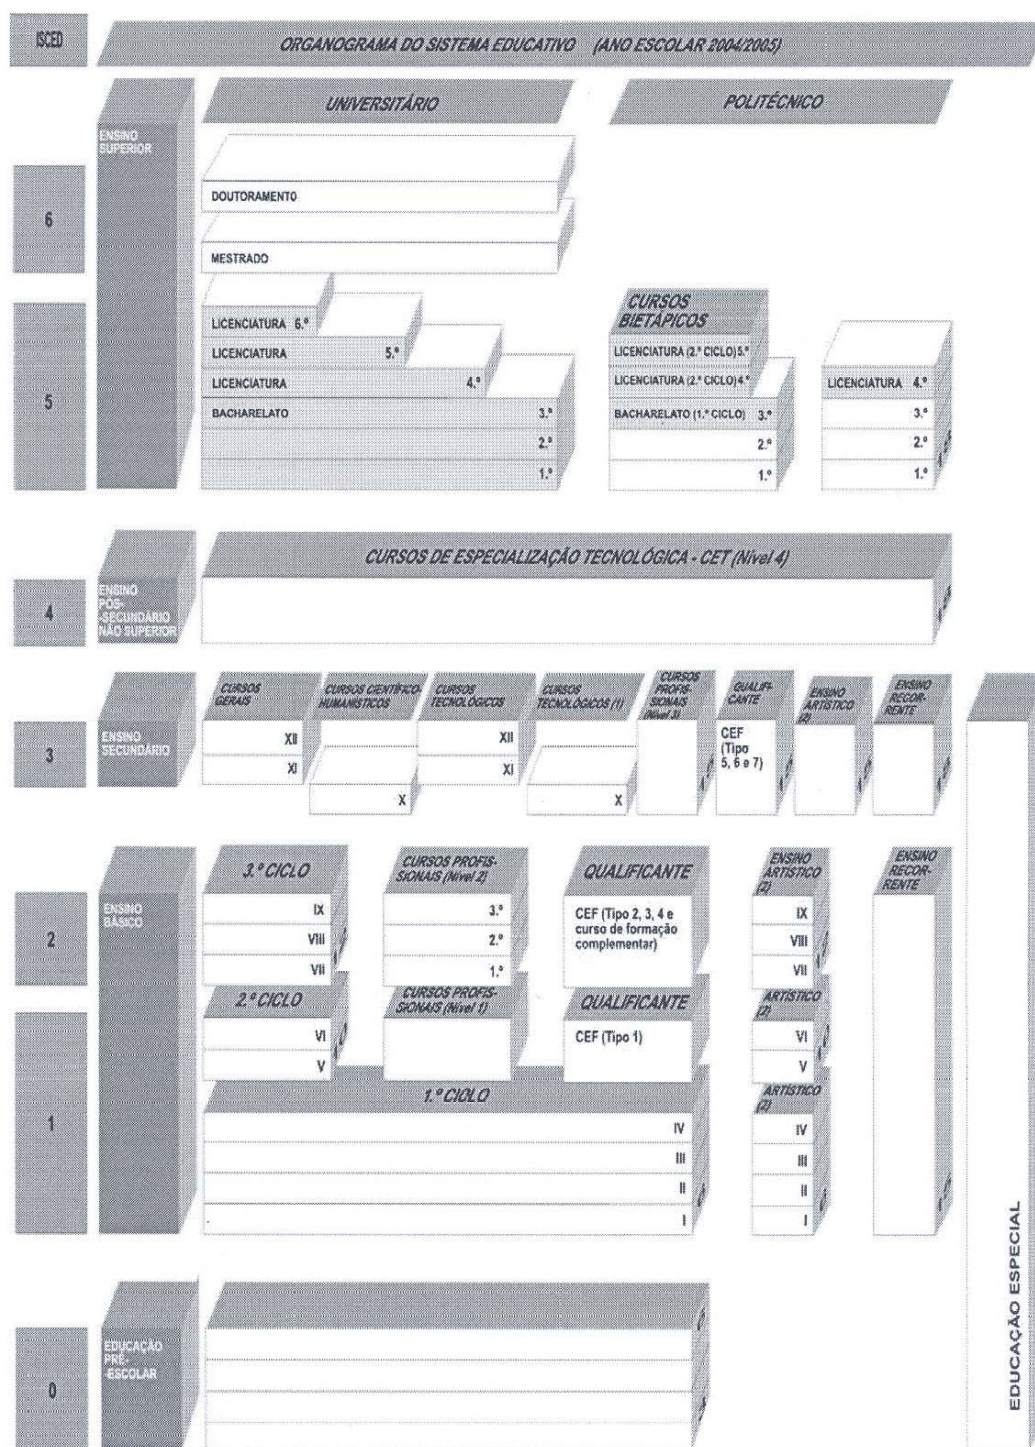 ISCED
ORGANOGRAMA DO SISTEMA EDUCATIVO (ANO ESCOLAR 2004/2005)
UNIVERSITÁRIO
POLITÉCNICO
ENSINO
SUPERIOR
6
DOUTORAMENTO
MESTRADO
5
LICENCIATURA 6.º
LICENCIATURA 5.º
LICENCIATURA 4.º
BACHARELATO 3.º
2.º
1.º
CURSOS
BIETÁPICOS
LICENCIATURA (2.º CICLO) 5.º
LICENCIATURA (2.º CICLO) 4.º
BACHARELATO (1.º CICLO) 3.º
2.º
1.º
LICENCIATURA 4.º
3.º
2.º
1.º
CURSOS DE ESPECIALIZAÇÃO TECNOLÓGICA - CET (Nível 4)
4
ENSINO
PÓS-
-SECUNDÁRIO
NÃO SUPERIOR
3
ENSINO
SECUNDÁRIO
CURSOS
GERAIS
XII
XI
CURSOS CIENTÍFICO-
HUMANÍSTICOS
X
CURSOS
TECNOLÓGICOS
XII
XI
CURSOS
TECNOLÓGICOS (1)
X
CURSOS
PROFIS-
SIONAIS
(Nível 3)
QUALIFI-
CANTE
CEF
(Tipo
5, 6 e 7)
ENSINO
ARTÍSTICO
(2)
ENSINO
RECOR-
RENTE
2
ENSINO
BÁSICO
3.º CICLO
IX
VIII
VII
CURSOS PROFIS-
SIONAIS (Nível 2)
3.º
2.º
1.º
QUALIFICANTE
CEF (Tipo 2, 3, 4 e
curso de formação
complementar)
ENSINO
ARTÍSTICO
(2)
IX
VIII
VII
ENSINO
RECOR-
RENTE
1
2.º CICLO
VI
V
CURSOS PROFIS-
SIONAIS (Nível 1)
QUALIFICANTE
CEF (Tipo 1)
ARTÍSTICO
(2)
VI
V
1.º CICLO
IV
III
II
I
ARTÍSTICO
(2)
IV
III
II
I
0
EDUCAÇÃO
PRÉ-
-ESCOLAR
EDUCAÇÃO ESPECIAL